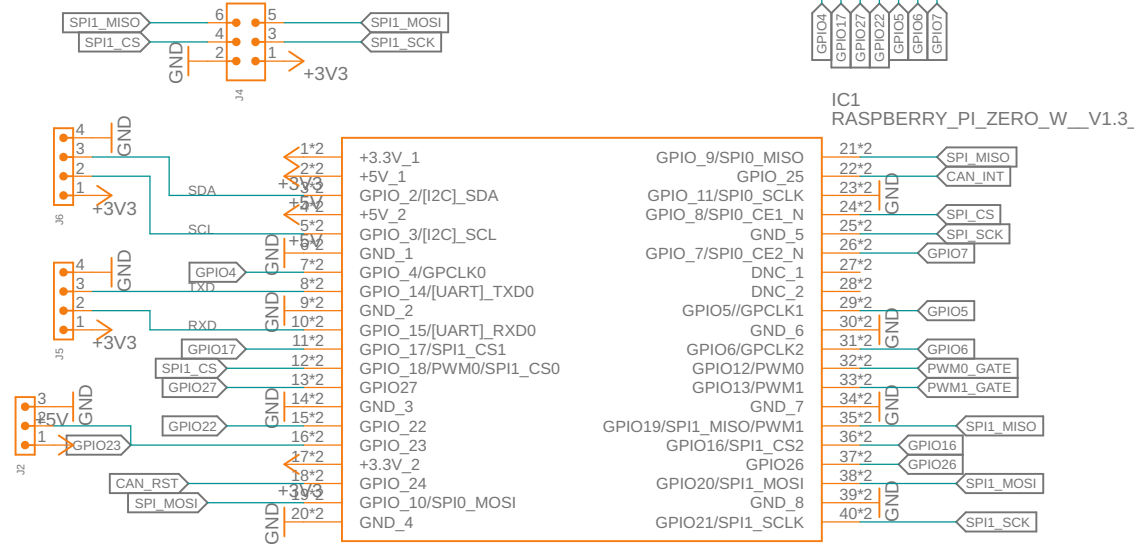 SPI1_MISO 6 5 SPI1_MOSI
SPI1_CS 4 3 SPI1_SCK
GND 2 1 +3V3
J4
GPIO4 GPIO17 GPIO27 GPIO22 GPIO5 GPIO6 GPIO7
IC1
RASPBERRY_PI_ZERO_W__V1.3_
4 GND
3
2
1 +3V3
J6
SDA
SCL
4 GND
3
2
1 +3V3
J5
TXD
RXD
3 GND
2 +5V
1
J2
GPIO23
1*2 +3.3V_1
+3V3
2*2 +5V_1
+5V
3*2 GPIO_2/[I2C]_SDA
4*2 +5V_2
+5V
5*2 GPIO_3/[I2C]_SCL
GND 6*2 GND_1
GPIO4 7*2 GPIO_4/GPCLK0
8*2 GPIO_14/[UART]_TXD0
GND 9*2 GND_2
10*2 GPIO_15/[UART]_RXD0
GPIO17 11*2 GPIO_17/SPI1_CS1
SPI1_CS 12*2 GPIO_18/PWM0/SPI1_CS0
GPIO27 13*2 GPIO27
GND 14*2 GND_3
GPIO22 15*2 GPIO_22
16*2 GPIO_23
17*2 +3.3V_2
+3V3
CAN_RST 18*2 GPIO_24
SPI_MOSI 19*2 GPIO_10/SPI0_MOSI
GND 20*2 GND_4
GPIO_9/SPI0_MISO 21*2 SPI_MISO
GPIO_25 22*2 CAN_INT
GPIO_11/SPI0_SCLK 23*2 GND
GPIO_8/SPI0_CE1_N 24*2 SPI_CS
GND_5 25*2 SPI_SCK
GPIO_7/SPI0_CE2_N 26*2 GPIO7
DNC_1 27*2
DNC_2 28*2
GPIO5//GPCLK1 29*2 GPIO5
GND_6 30*2 GND
GPIO6/GPCLK2 31*2 GPIO6
GPIO12/PWM0 32*2 PWM0_GATE
GPIO13/PWM1 33*2 PWM1_GATE
GND_7 34*2 GND
GPIO19/SPI1_MISO/PWM1 35*2 SPI1_MISO
GPIO16/SPI1_CS2 36*2 GPIO16
GPIO26 37*2 GPIO26
GPIO20/SPI1_MOSI 38*2 SPI1_MOSI
GND_8 39*2 GND
GPIO21/SPI1_SCLK 40*2 SPI1_SCK